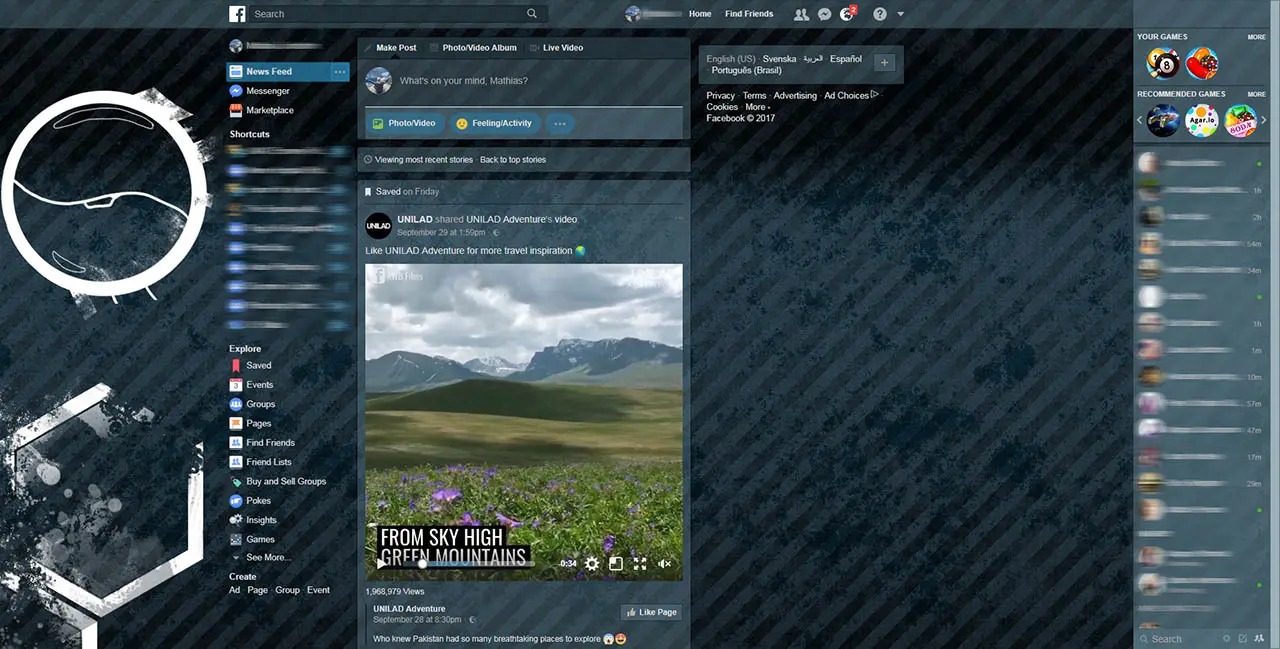 Search
Home
Find Friends
2
News Feed
Messenger
Marketplace
Shortcuts
Explore
Saved
3
Events
Groups
Pages
Find Friends
Friend Lists
Buy and Sell Groups
Pokes
Insights
Games
See More...
Create
Ad Page Group Event
Make Post
Photo/Video Album
Live Video
What's on your mind, Mathias?
Photo/Video
Feeling/Activity
Viewing most recent stories · Back to top stories
Saved on Friday
UNILAD
UNILAD shared UNILAD Adventure's video.
September 29 at 1:59pm ·
Like UNILAD Adventure for more travel inspiration
FROM SKY HIGH
GREEN MOUNTAINS
-0:34
1,968,979 Views
UNILAD Adventure
September 28 at 8:30pm ·
Like Page
Who knew Pakistan had so many breathtaking places to explore
English (US) · Svenska · العربية · Español
· Português (Brasil)
Privacy · Terms · Advertising · Ad Choices ·
Cookies · More
Facebook © 2017
YOUR GAMES
MORE
8
RECOMMENDED GAMES
MORE
Agar.io
SODA
1h
2h
54m
34m
1h
1m
10m
57m
47m
17m
29m
Search